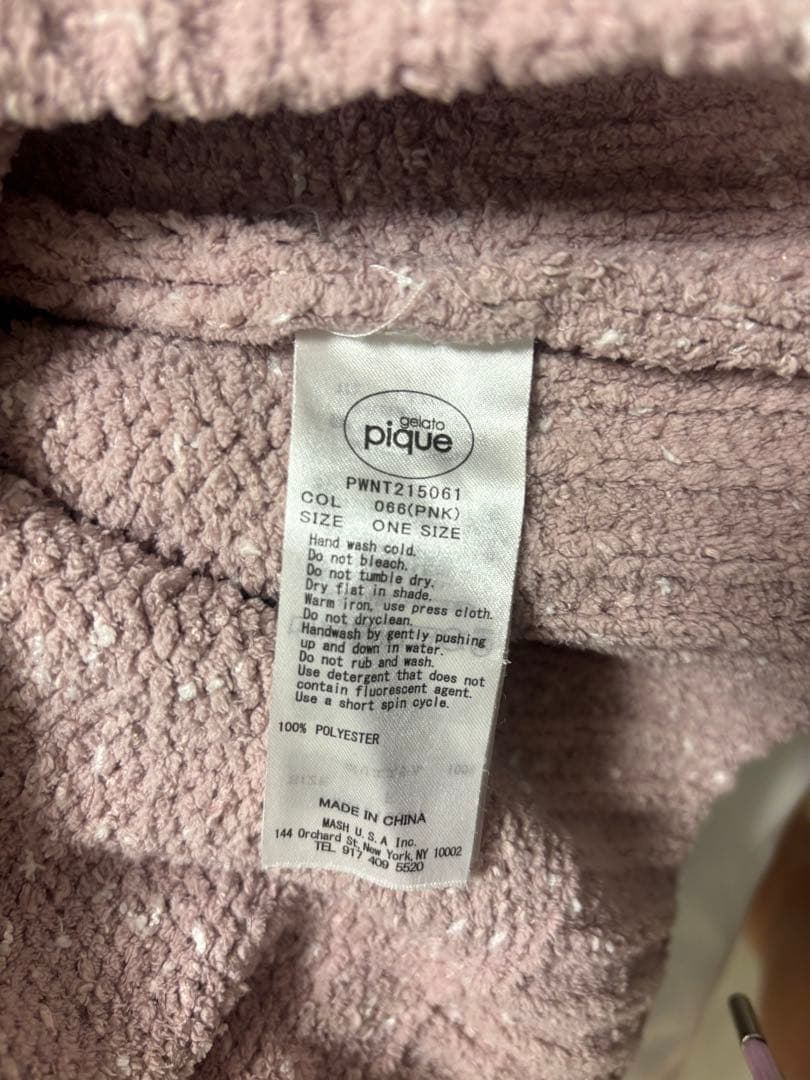 gelato
pique
PWNT215061
COL 066(PNK)
SIZE ONE SIZE
Hand wash cold.
Do not bleach.
Do not tumble dry.
Dry flat in shade.
Warm iron, use press cloth.
Do not dryclean.
Handwash by gently pushing
up and down in water.
Do not rub and wash.
Use detergent that does not
contain fluorescent agent.
Use a short spin cycle.
100% POLYESTER
MADE IN CHINA
MASH U.S.A Inc.
144 Orchard St,New York, NY 10002
TEL 917 409 5520